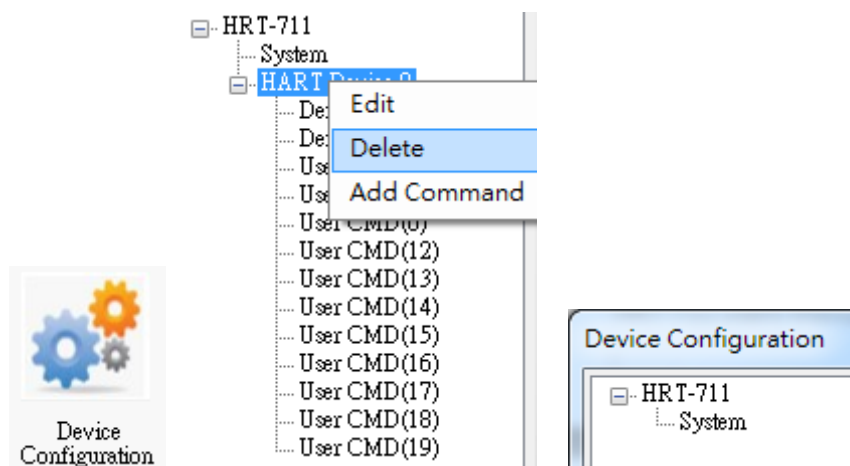 HRT-711
System
HART Device 0
Edit
Delete
Add Command
User CMD(12)
User CMD(13)
User CMD(14)
User CMD(15)
User CMD(16)
User CMD(17)
User CMD(18)
User CMD(19)
Device
Configuration
Device Configuration
HRT-711
System